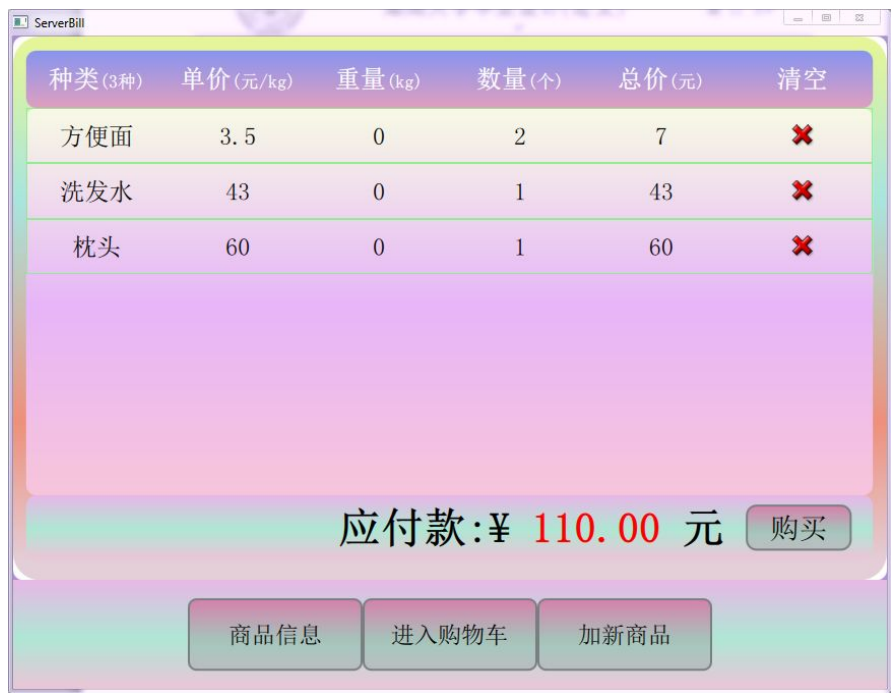 ServerBill
种类(3种) 单价(元/kg) 重量(kg) 数量(个) 总价(元) 清空
方便面 3.5 0 2 7
洗发水 43 0 1 43
枕头 60 0 1 60
应付款:¥ 110.00 元 购买
商品信息 进入购物车 加新商品